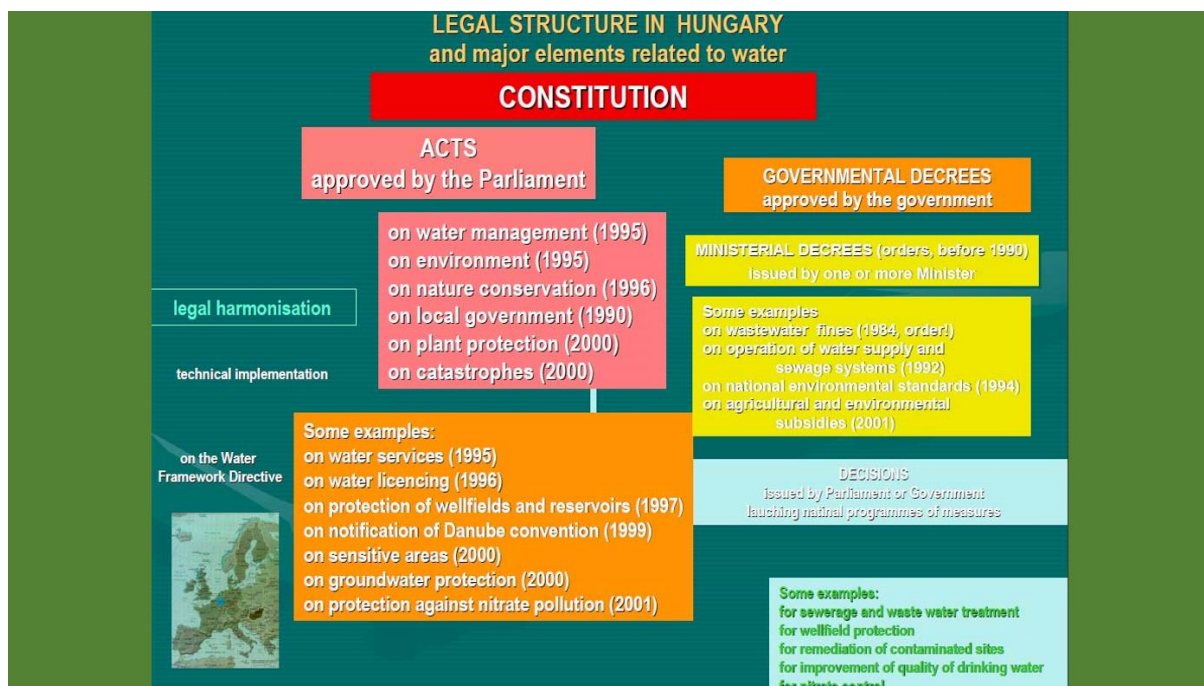 LEGAL STRUCTURE IN HUNGARY
and major elements related to water
CONSTITUTION
ACTS
approved by the Parliament
GOVERNMENTAL DECREES
approved by the government
on water management (1995)
on environment (1995)
on nature conservation (1996)
on local government (1990)
on plant protection (2000)
on catastrophes (2000)
MINISTERIAL DECREES (orders, before 1990)
issued by one or more Minister
legal harmonisation
technical implementation
on the Water
Framework Directive
Some examples
on wastewater fines (1984, order!)
on operation of water supply and
sewage systems (1992)
on national environmental standards (1994)
on agricultural and environmental
subsidies (2001)
Some examples:
on water services (1995)
on water licencing (1996)
on protection of wellfields and reservoirs (1997)
on notification of Danube convention (1999)
on sensitive areas (2000)
on groundwater protection (2000)
on protection against nitrate pollution (2001)
DECISIONS
issued by Parliament or Government
lauching natinal programmes of measures
Some examples:
for sewerage and waste water treatment
for wellfield protection
for remediation of contaminated sites
for improvement of quality of drinking water
for nitrate control